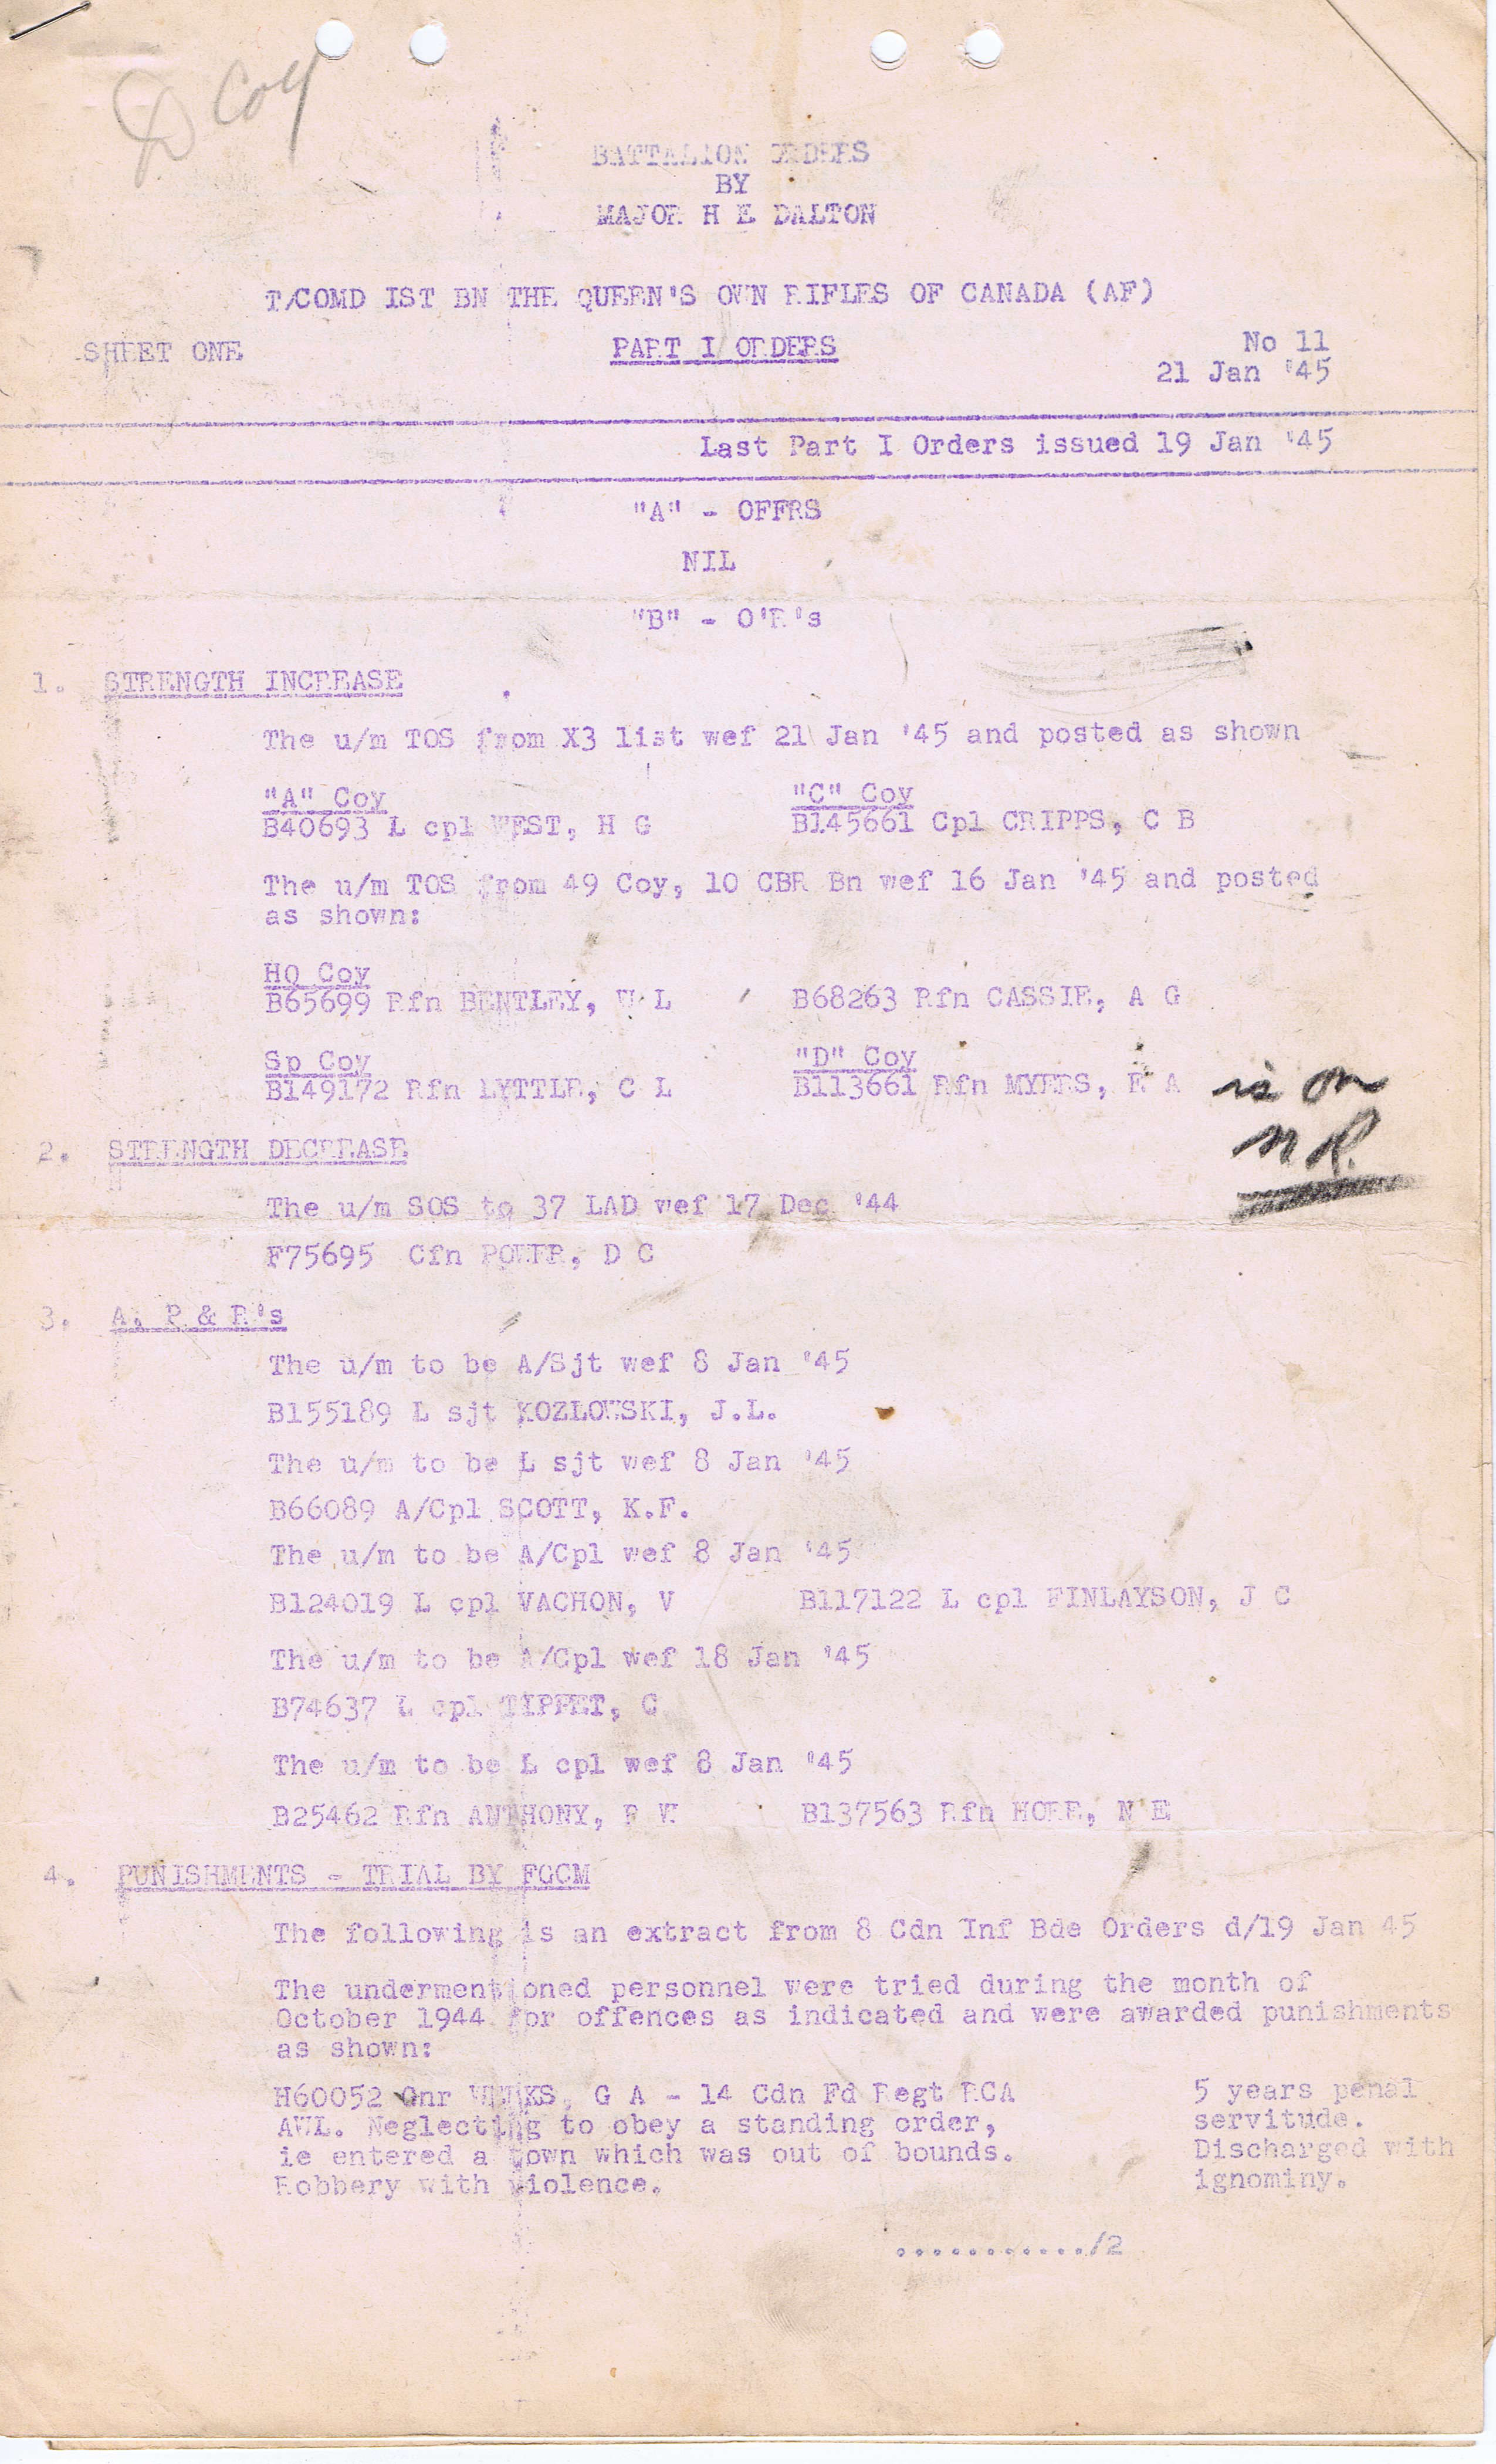 D Coy
BATTALION ORDERS
BY
MAJOR H E DALTON
T/COMD IST BN THE QUEEN'S OWN RIFLES OF CANADA (AF)
SHEET ONE PART I ORDERS No 11
21 Jan '45
Last Part I Orders issued 19 Jan '45
"A" - OFFRS
NIL
"B" - O'R's
1. STRENGTH INCREASE
The u/m TOS from X3 list wef 21 Jan '45 and posted as shown
"A" Coy "C" Coy
B40693 L cpl WEST, H G B145661 Cpl CRIPPS, C B
The u/m TOS from 49 Coy, 10 CBR Bn wef 16 Jan '45 and posted
as shown:
HQ Coy
B65699 Rfn BENTLEY, W L B68263 Rfn CASSIE, A G
Sp Coy "D" Coy
B149172 Rfn LYTTLE, C L B113661 Rfn MYERS, A is on
N R.
2. STRENGTH DECREASE
The u/m SOS to 37 LAD wef 17 Dec '44
F75695 Cfn POWER, D C
3. A, P & R's
The u/m to be A/Sjt wef 8 Jan '45
B155189 L sjt KOZLOWSKI, J.L.
The u/m to be L sjt wef 8 Jan '45
B66089 A/Cpl SCOTT, K.F.
The u/m to be A/Cpl wef 8 Jan '45
B124019 L cpl VACHON, V B117122 L cpl FINLAYSON, J C
The u/m to be A/Cpl wef 18 Jan '45
B74637 L cpl TIPPET,
The u/m to be L cpl wef 8 Jan '45
B25462 Rfn ANTHONY, W B137563 Rfn HORE, N E
4. PUNISHMENTS - TRIAL BY FGCM
The following is an extract from 8 Cdn Inf Bde Orders d/19 Jan 45
The undermentioned personnel were tried during the month of
October 1944 for offences as indicated and were awarded punishments
as shown:
H60052 Gnr G A - 14 Cdn Fd Regt RCA 5 years penal
AWL. Neglecting to obey a standing order, servitude.
ie entered a town which was out of bounds. Discharged with
Robbery with violence. ignominy.
.........../2